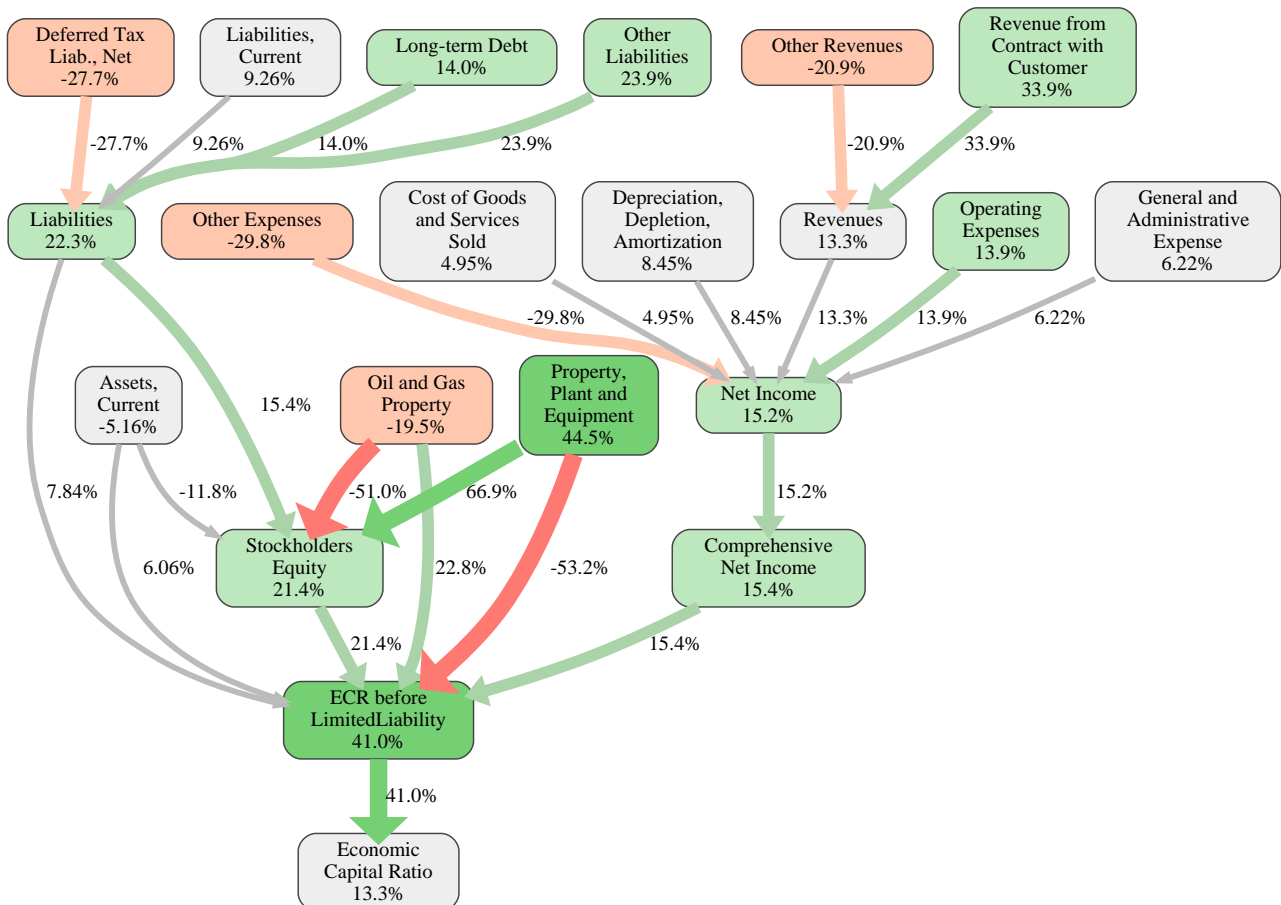 Deferred Tax
Liab., Net
-27.7%
Liabilities,
Current
9.26%
Long-term Debt
14.0%
Other
Liabilities
23.9%
Other Revenues
-20.9%
Revenue from
Contract with
Customer
33.9%
-27.7%
9.26%
14.0%
23.9%
-20.9%
33.9%
Liabilities
22.3%
Other Expenses
-29.8%
Cost of Goods
and Services
Sold
4.95%
Depreciation,
Depletion,
Amortization
8.45%
Revenues
13.3%
Operating
Expenses
13.9%
General and
Administrative
Expense
6.22%
-29.8%
4.95%
8.45%
13.3%
13.9%
6.22%
Assets,
Current
-5.16%
15.4%
Oil and Gas
Property
-19.5%
Property,
Plant and
Equipment
44.5%
Net Income
15.2%
7.84%
-11.8%
-51.0%
66.9%
15.2%
6.06%
Stockholders
Equity
21.4%
22.8%
-53.2%
Comprehensive
Net Income
15.4%
21.4%
15.4%
ECR before
LimitedLiability
41.0%
41.0%
Economic
Capital Ratio
13.3%